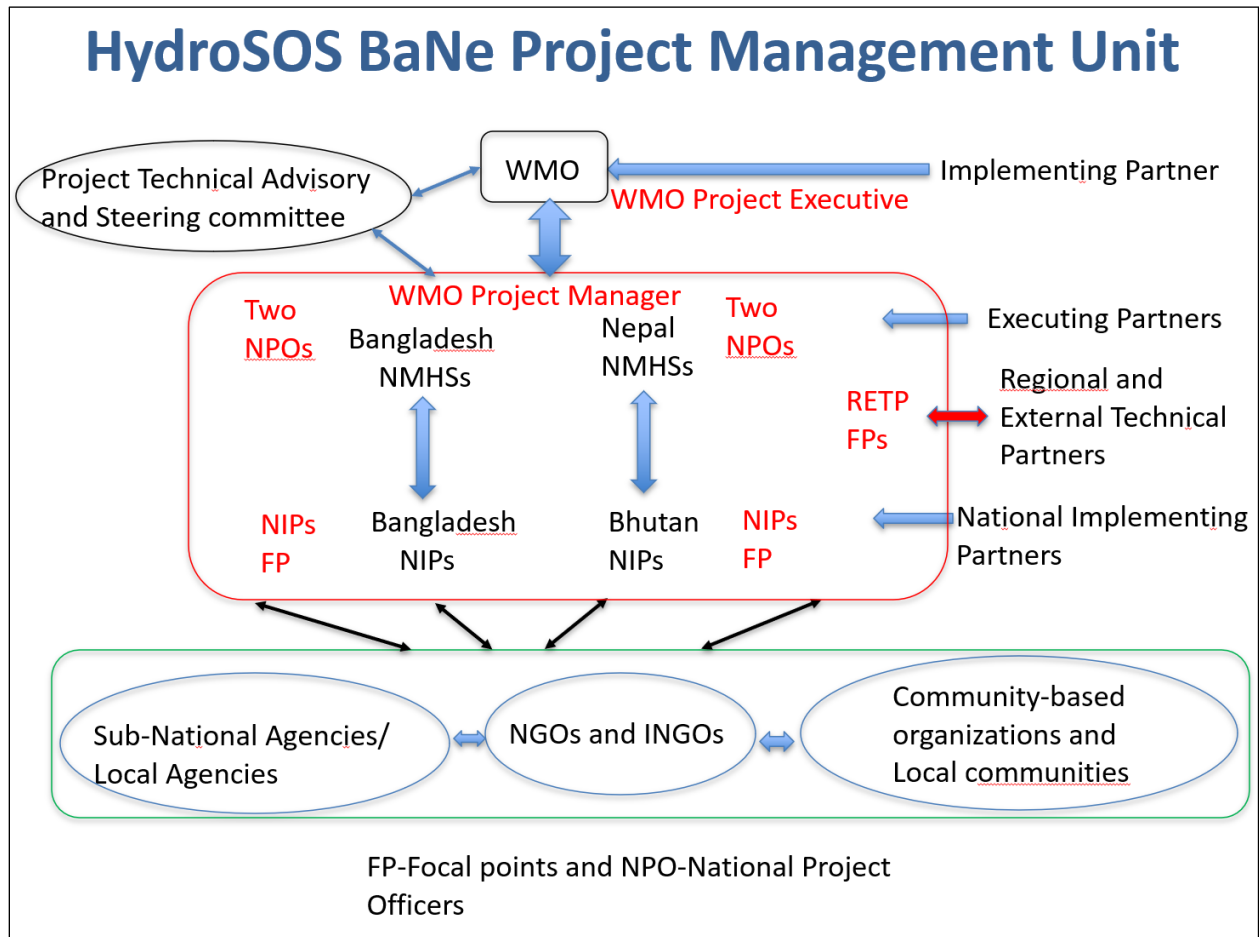 HydroSOS BaNe Project Management Unit
Project Technical Advisory
and Steering committee
WMO
Implementing Partner
WMO Project Executive
WMO Project Manager
Two
NPOs
Bangladesh
NMHSs
Nepal
NMHSs
Two
NPOs
Executing Partners
RETP
FPs
Regional and
External Technical
Partners
NIPs
FP
Bangladesh
NIPs
Bhutan
NIPs
NIPs
FP
National Implementing
Partners
Sub-National Agencies/
Local Agencies
NGOs and INGOs
Community-based
organizations and
Local communities
FP-Focal points and NPO-National Project
Officers